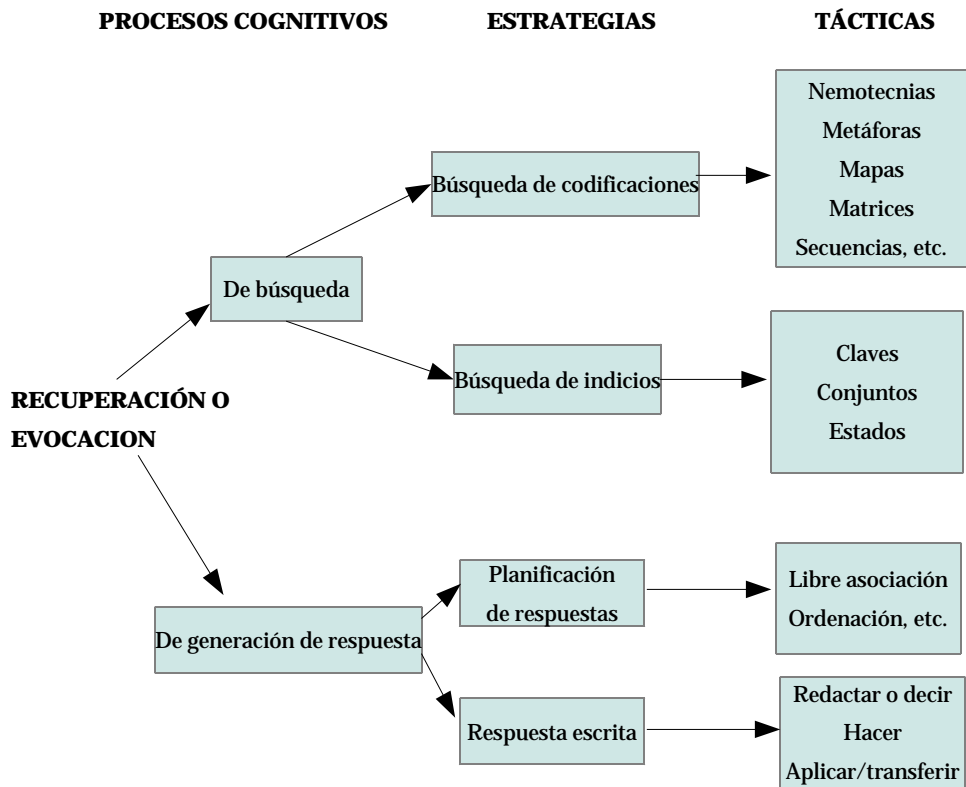 PROCESOS COGNITIVOS ESTRATEGIAS TÁCTICAS
Nemotecnias
Metáforas
Mapas
Matrices
Secuencias, etc.
Búsqueda de codificaciones
De búsqueda
Búsqueda de indicios
Claves
Conjuntos
Estados
RECUPERACIÓN O
EVOCACION
Planificación
de respuestas
Libre asociación
Ordenación, etc.
De generación de respuesta
Respuesta escrita
Redactar o decir
Hacer
Aplicar/transferir